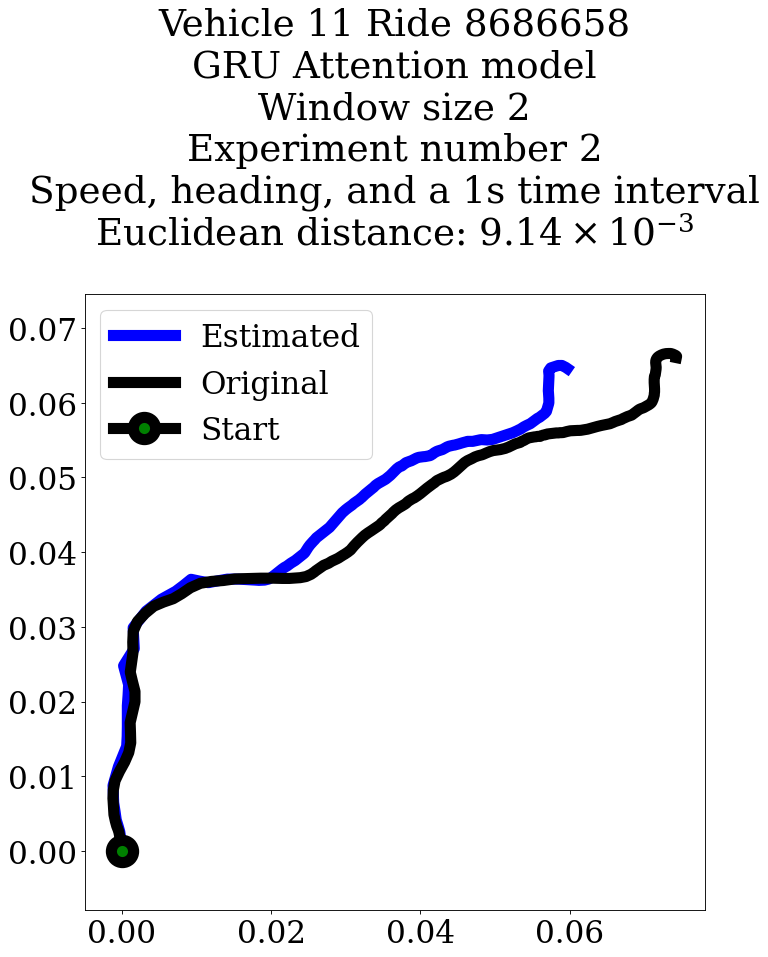 Vehicle 11 Ride 8686658
GRU Attention model
Window size 2
Experiment number 2
Speed, heading, and a 1s time interval
Euclidean distance: 9.14 × 10⁻³
Estimated
Original
Start
0.07
0.06
0.05
0.04
0.03
0.02
0.01
0.00
0.00 0.02 0.04 0.06